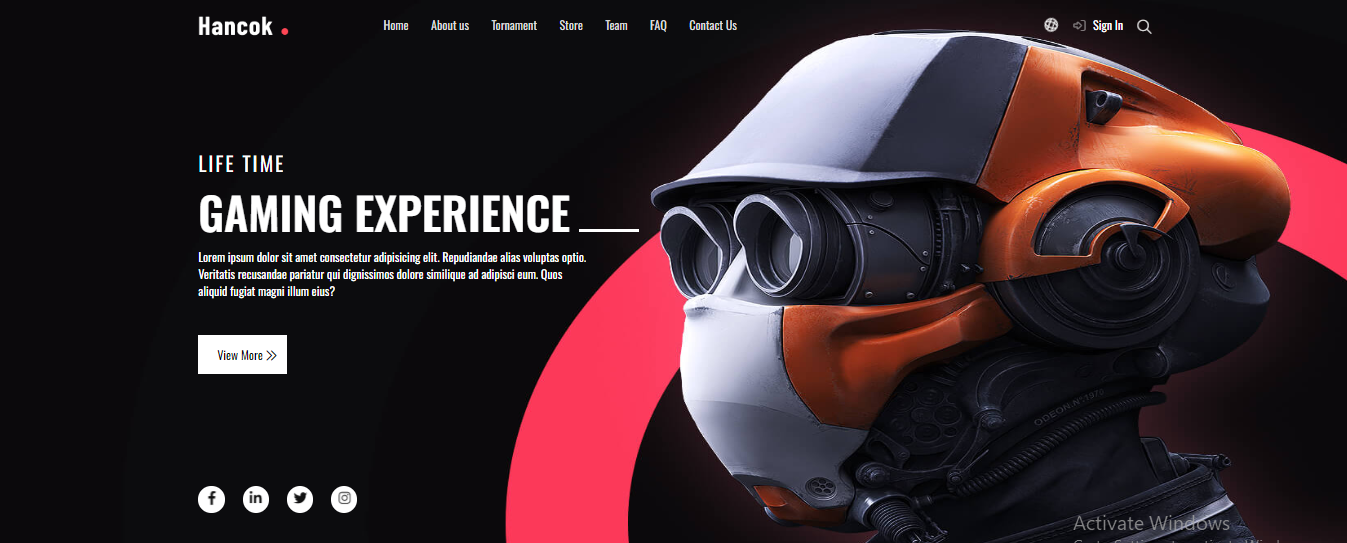 Hancok .
Home About us Tornament Store Team FAQ Contact Us
Sign In
LIFE TIME
GAMING EXPERIENCE
Lorem ipsum dolor sit amet consectetur adipisicing elit. Repudiandae alias voluptas optio.
Veritatis recusandae pariatur qui dignissimos dolore similique ad adipisci eum. Quos
aliquid fugiat magni illum eius?
View More
ODEON-N°1970
Activate Windows